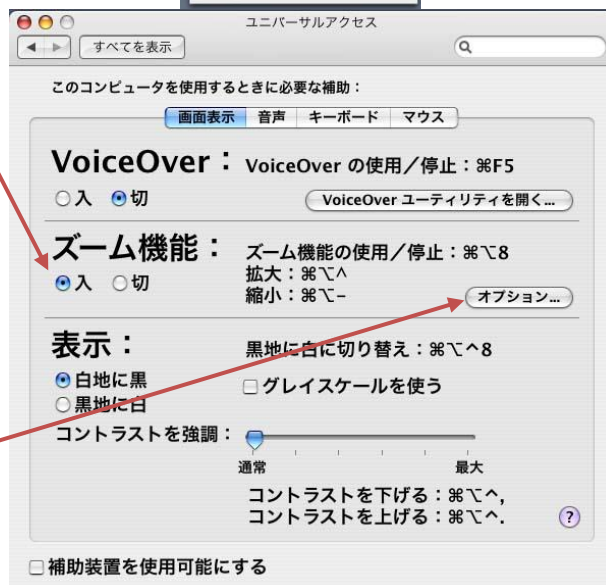 ユニバーサルアクセス
すべてを表示
このコンピュータを使用するときに必要な補助：
画面表示 音声 キーボード マウス
VoiceOver： VoiceOver の使用／停止：⌘F5
入 切 VoiceOver ユーティリティを開く...
ズーム機能： ズーム機能の使用／停止：⌘⌥8
入 切 拡大：⌘⌥^
縮小：⌘⌥- オプション...
表示： 黒地に白に切り替え：⌘⌥^8
白地に黒 グレイスケールを使う
黒地に白
コントラストを強調：
通常 最大
コントラストを下げる：⌘⌥^,
コントラストを上げる：⌘⌥^.
?
補助装置を使用可能にする